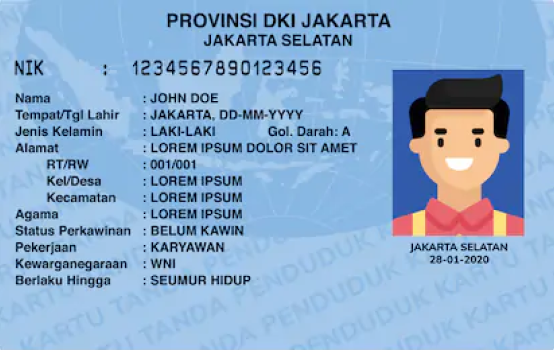 PROVINSI DKI JAKARTA
JAKARTA SELATAN
NIK : 1234567890123456
Nama : JOHN DOE
Tempat/Tgl Lahir : JAKARTA, DD-MM-YYYY
Jenis Kelamin : LAKI-LAKI Gol. Darah: A
Alamat : LOREM IPSUM DOLOR SIT AMET
RT/RW : 001/001
Kel/Desa : LOREM IPSUM
Kecamatan : LOREM IPSUM
Agama : LOREM IPSUM
Status Perkawinan : BELUM KAWIN
Pekerjaan : KARYAWAN
Kewarganegaraan : WNI
Berlaku Hingga : SEUMUR HIDUP
JAKARTA SELATAN
28-01-2020
KARTU TANDA PENDUDUK KARTU TANDA PENDUDUK